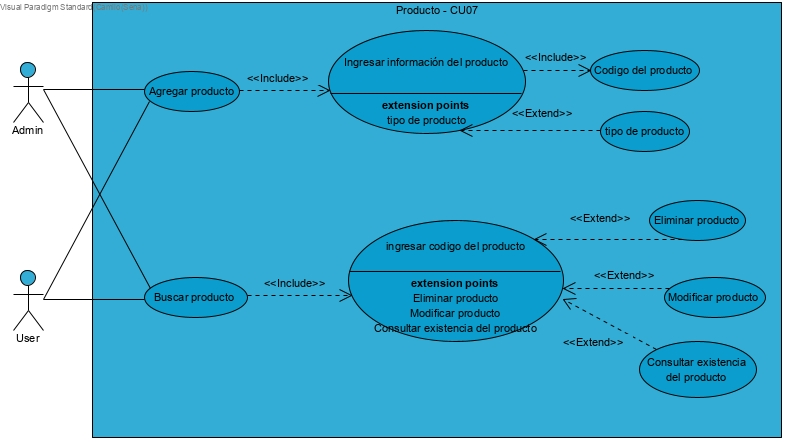 Visual Paradigm Standard
Producto - CU07
Admin
Agregar producto
<<Include>>
Ingresar información del producto
extension points
tipo de producto
<<Include>>
Codigo del producto
<<Extend>>
tipo de producto
User
Buscar producto
<<Include>>
ingresar codigo del producto
extension points
Eliminar producto
Modificar producto
Consultar existencia del producto
<<Extend>>
Eliminar producto
<<Extend>>
Modificar producto
<<Extend>>
Consultar existencia
del producto